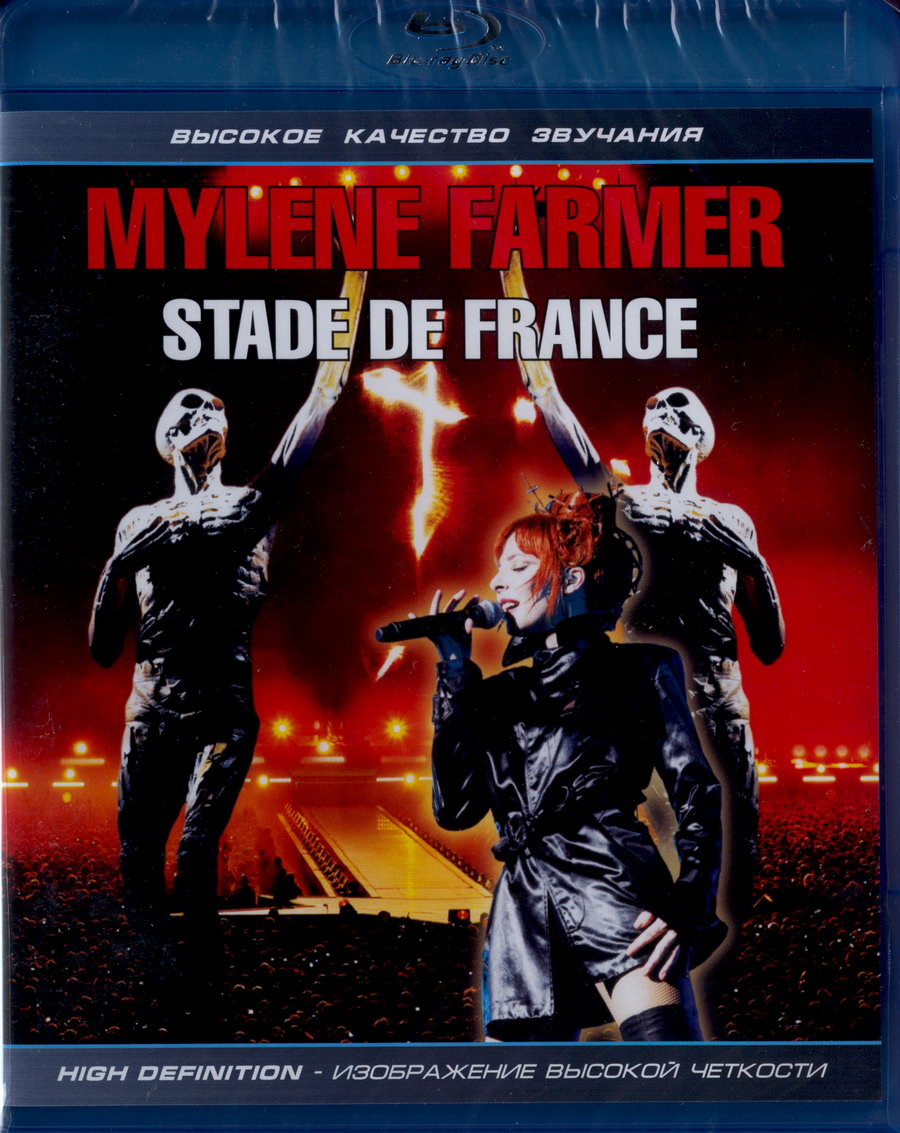 Blu-ray Disc
ВЫСОКОЕ КАЧЕСТВО ЗВУЧАНИЯ
MYLENE FARMER
STADE DE FRANCE
HIGH DEFINITION - ИЗОБРАЖЕНИЕ ВЫСОКОЙ ЧЕТКОСТИ